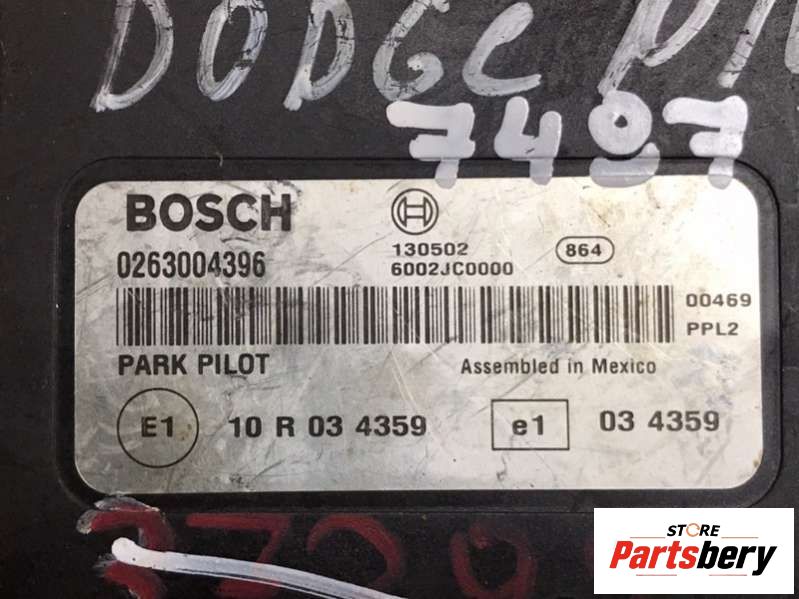 DODGE
7497
BOSCH
0263004396
130502
6002JC0000
864
00469
PPL2
PARK PILOT
Assembled in Mexico
E1 10 R 03 4359
e1 03 4359
STORE
Partsbery